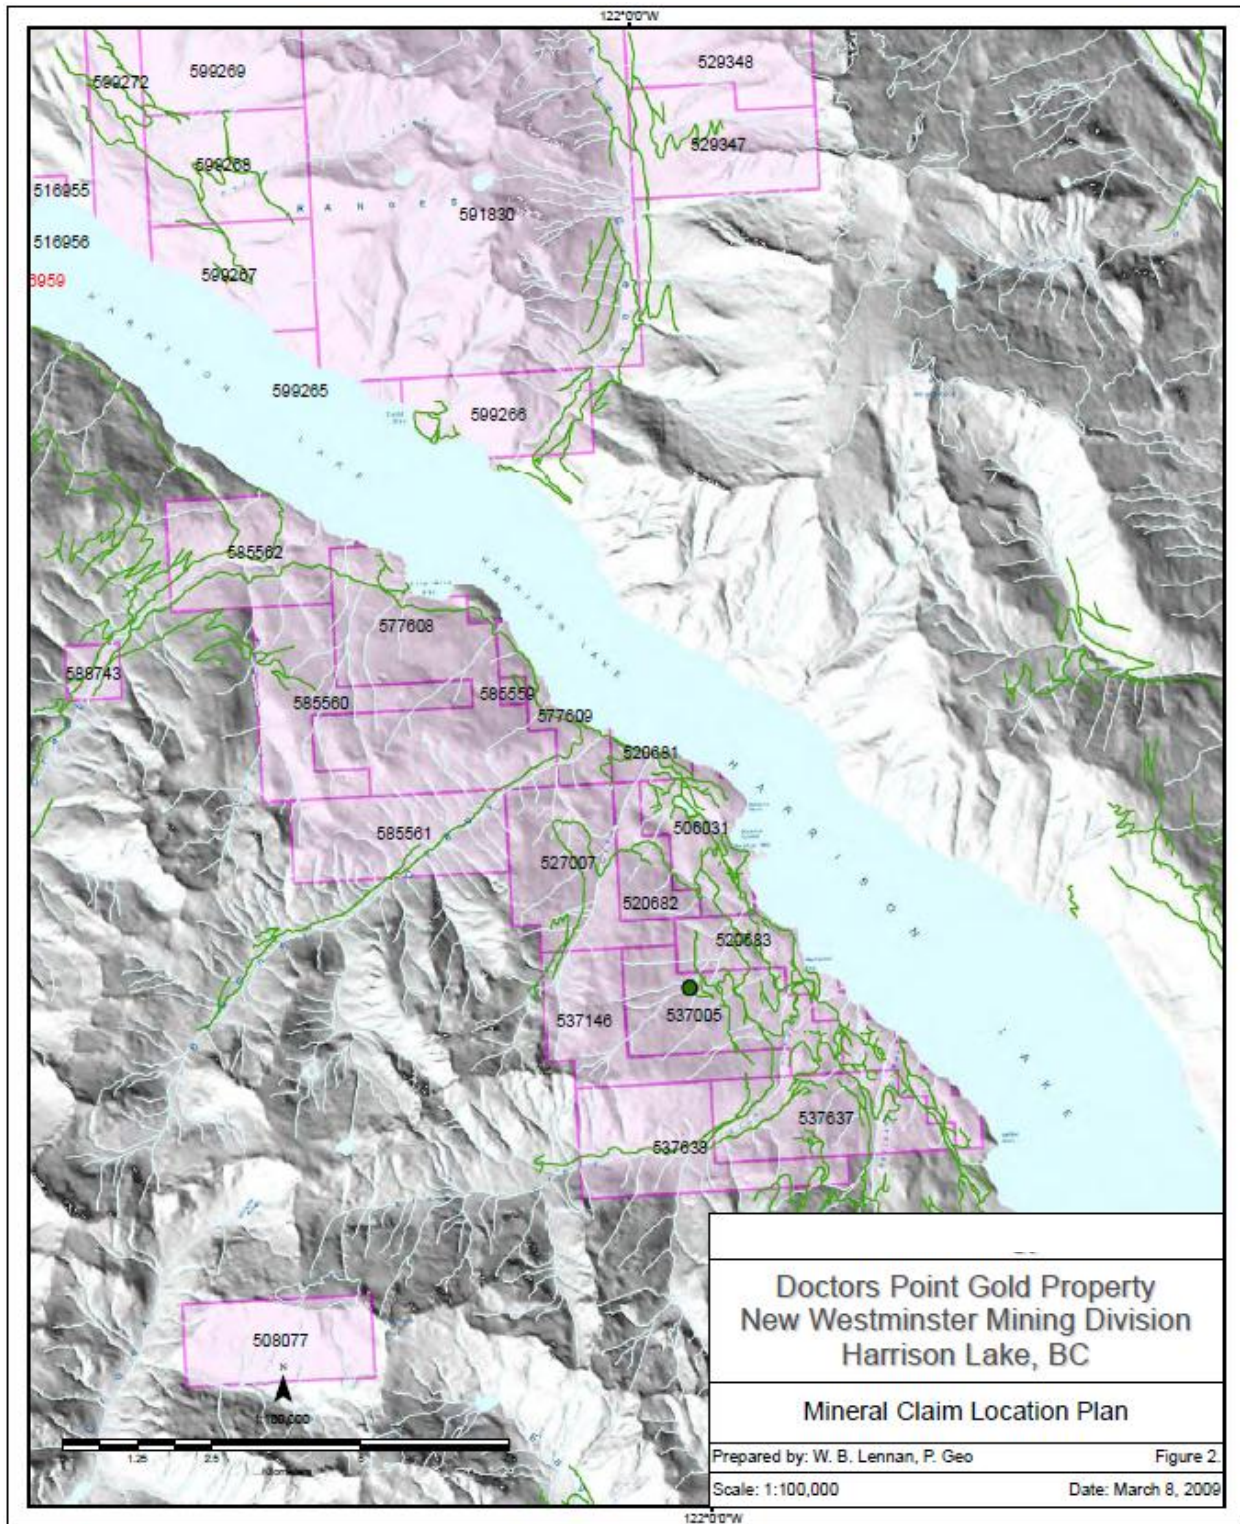 122°0'0"W
599272
599269
529348
599268
529347
516955
RANGES
591830
516956
6959
599267
HARRISON
LAKE
599265
599266
585562
HARRISON LAKE
577608
588743
585560
585559
577609
520681
HARRISON
LAKE
585561
506031
527007
520682
520683
537146
537005
537637
537638
508077
N
1:100,000
1.25
2.5
5
Doctors Point Gold Property
New Westminster Mining Division
Harrison Lake, BC
Mineral Claim Location Plan
Prepared by: W. B. Lennan, P. Geo
Figure 2.
Scale: 1:100,000
Date: March 8, 2009
122°0'0"W